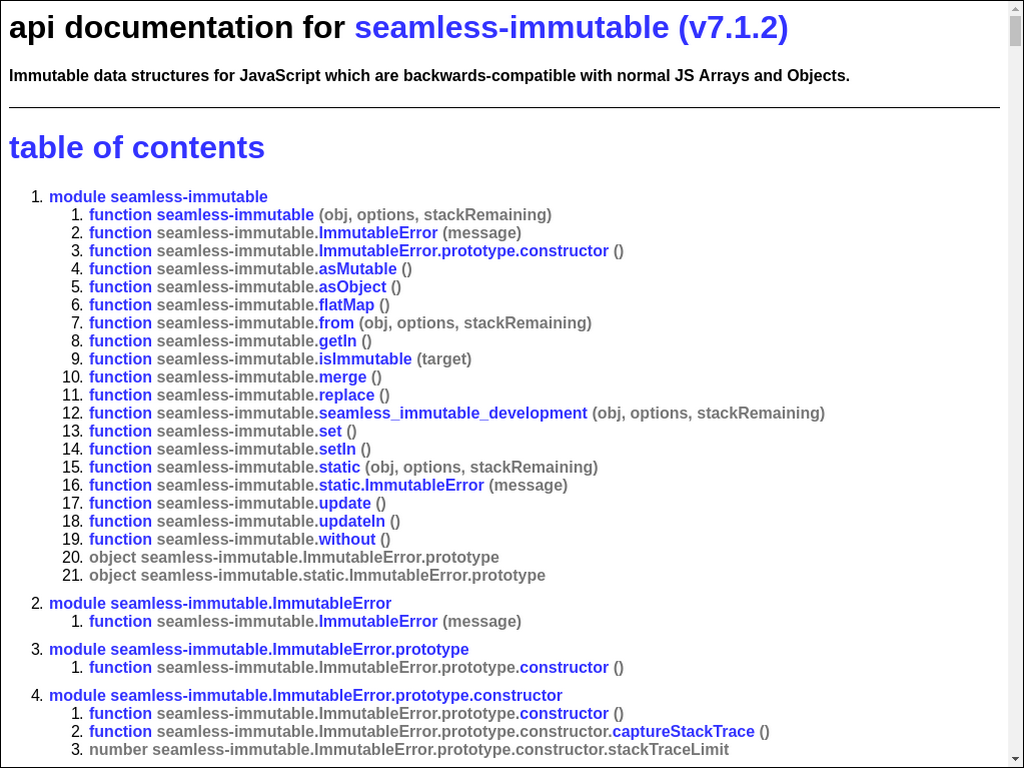 api documentation for seamless-immutable (v7.1.2)
Immutable data structures for JavaScript which are backwards-compatible with normal JS Arrays and Objects.
table of contents
1. module seamless-immutable
1. function seamless-immutable (obj, options, stackRemaining)
2. function seamless-immutable.ImmutableError (message)
3. function seamless-immutable.ImmutableError.prototype.constructor ()
4. function seamless-immutable.asMutable ()
5. function seamless-immutable.asObject ()
6. function seamless-immutable.flatMap ()
7. function seamless-immutable.from (obj, options, stackRemaining)
8. function seamless-immutable.getIn ()
9. function seamless-immutable.isImmutable (target)
10. function seamless-immutable.merge ()
11. function seamless-immutable.replace ()
12. function seamless-immutable.seamless_immutable_development (obj, options, stackRemaining)
13. function seamless-immutable.set ()
14. function seamless-immutable.setIn ()
15. function seamless-immutable.static (obj, options, stackRemaining)
16. function seamless-immutable.static.ImmutableError (message)
17. function seamless-immutable.update ()
18. function seamless-immutable.updateIn ()
19. function seamless-immutable.without ()
20. object seamless-immutable.ImmutableError.prototype
21. object seamless-immutable.static.ImmutableError.prototype
2. module seamless-immutable.ImmutableError
1. function seamless-immutable.ImmutableError (message)
3. module seamless-immutable.ImmutableError.prototype
1. function seamless-immutable.ImmutableError.prototype.constructor ()
4. module seamless-immutable.ImmutableError.prototype.constructor
1. function seamless-immutable.ImmutableError.prototype.constructor ()
2. function seamless-immutable.ImmutableError.prototype.constructor.captureStackTrace ()
3. number seamless-immutable.ImmutableError.prototype.constructor.stackTraceLimit